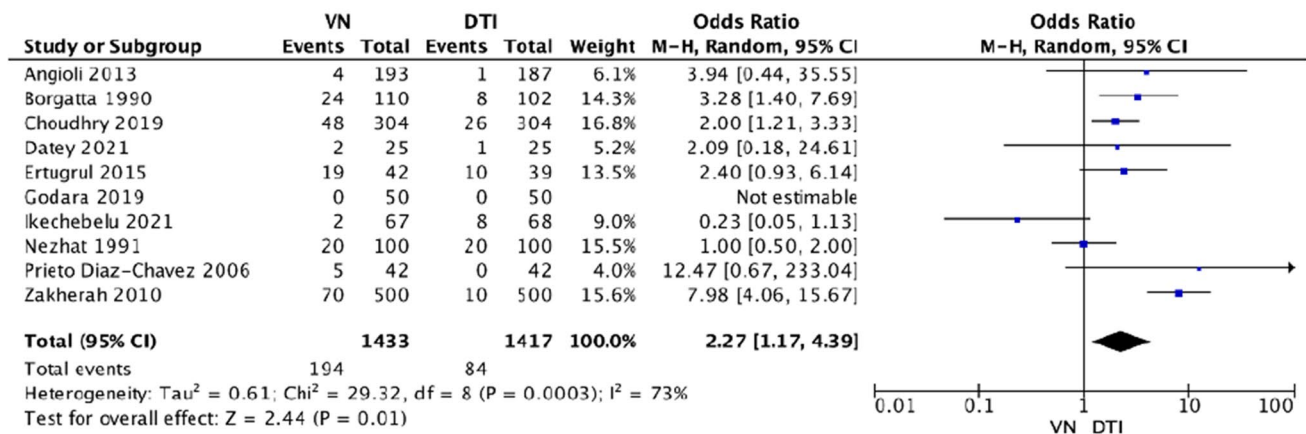 VN DTI Odds Ratio Odds Ratio
Study or Subgroup Events Total Events Total Weight M-H, Random, 95% CI M-H, Random, 95% CI
Angioli 2013 4 193 1 187 6.1% 3.94 [0.44, 35.55]
Borgatta 1990 24 110 8 102 14.3% 3.28 [1.40, 7.69]
Choudhry 2019 48 304 26 304 16.8% 2.00 [1.21, 3.33]
Datey 2021 2 25 1 25 5.2% 2.09 [0.18, 24.61]
Ertugrul 2015 19 42 10 39 13.5% 2.40 [0.93, 6.14]
Godara 2019 0 50 0 50 Not estimable
Ikechebelu 2021 2 67 8 68 9.0% 0.23 [0.05, 1.13]
Nezhat 1991 20 100 20 100 15.5% 1.00 [0.50, 2.00]
Prieto Diaz-Chavez 2006 5 42 0 42 4.0% 12.47 [0.67, 233.04]
Zakherah 2010 70 500 10 500 15.6% 7.98 [4.06, 15.67]
Total (95% CI) 1433 1417 100.0% 2.27 [1.17, 4.39]
Total events 194 84
Heterogeneity: Tau² = 0.61; Chi² = 29.32, df = 8 (P = 0.0003); I² = 73%
Test for overall effect: Z = 2.44 (P = 0.01)
0.01 0.1 1 10 100
VN DTI